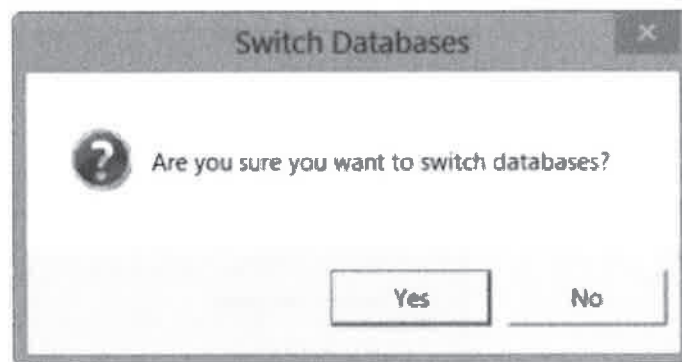 Switch Databases
Are you sure you want to switch databases?
Yes
No